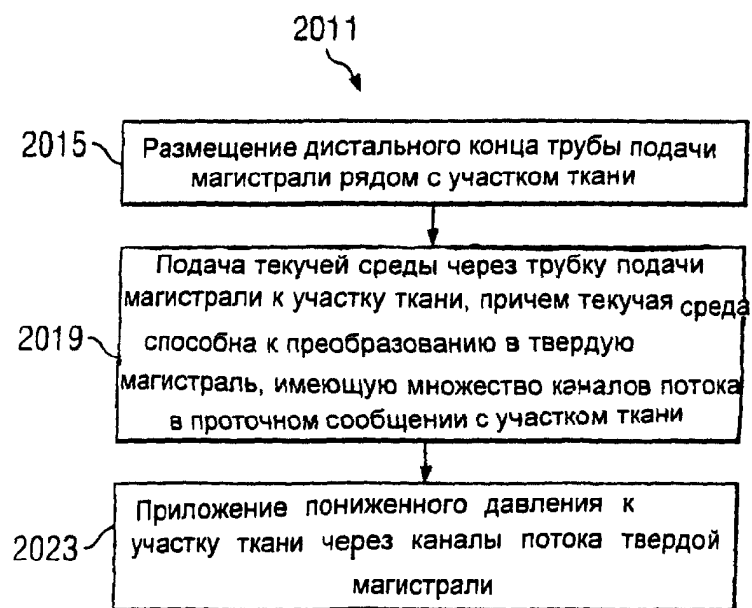 2011
2015
Размещение дистального конца трубы подачи
магистрали рядом с участком ткани
2019
Подача текучей среды через трубку подачи
магистрали к участку ткани, причем текучая среда
способна к преобразованию в твердую
магистраль, имеющую множество каналов потока
в проточном сообщении с участком ткани
2023
Приложение пониженного давления к
участку ткани через каналы потока твердой
магистрали